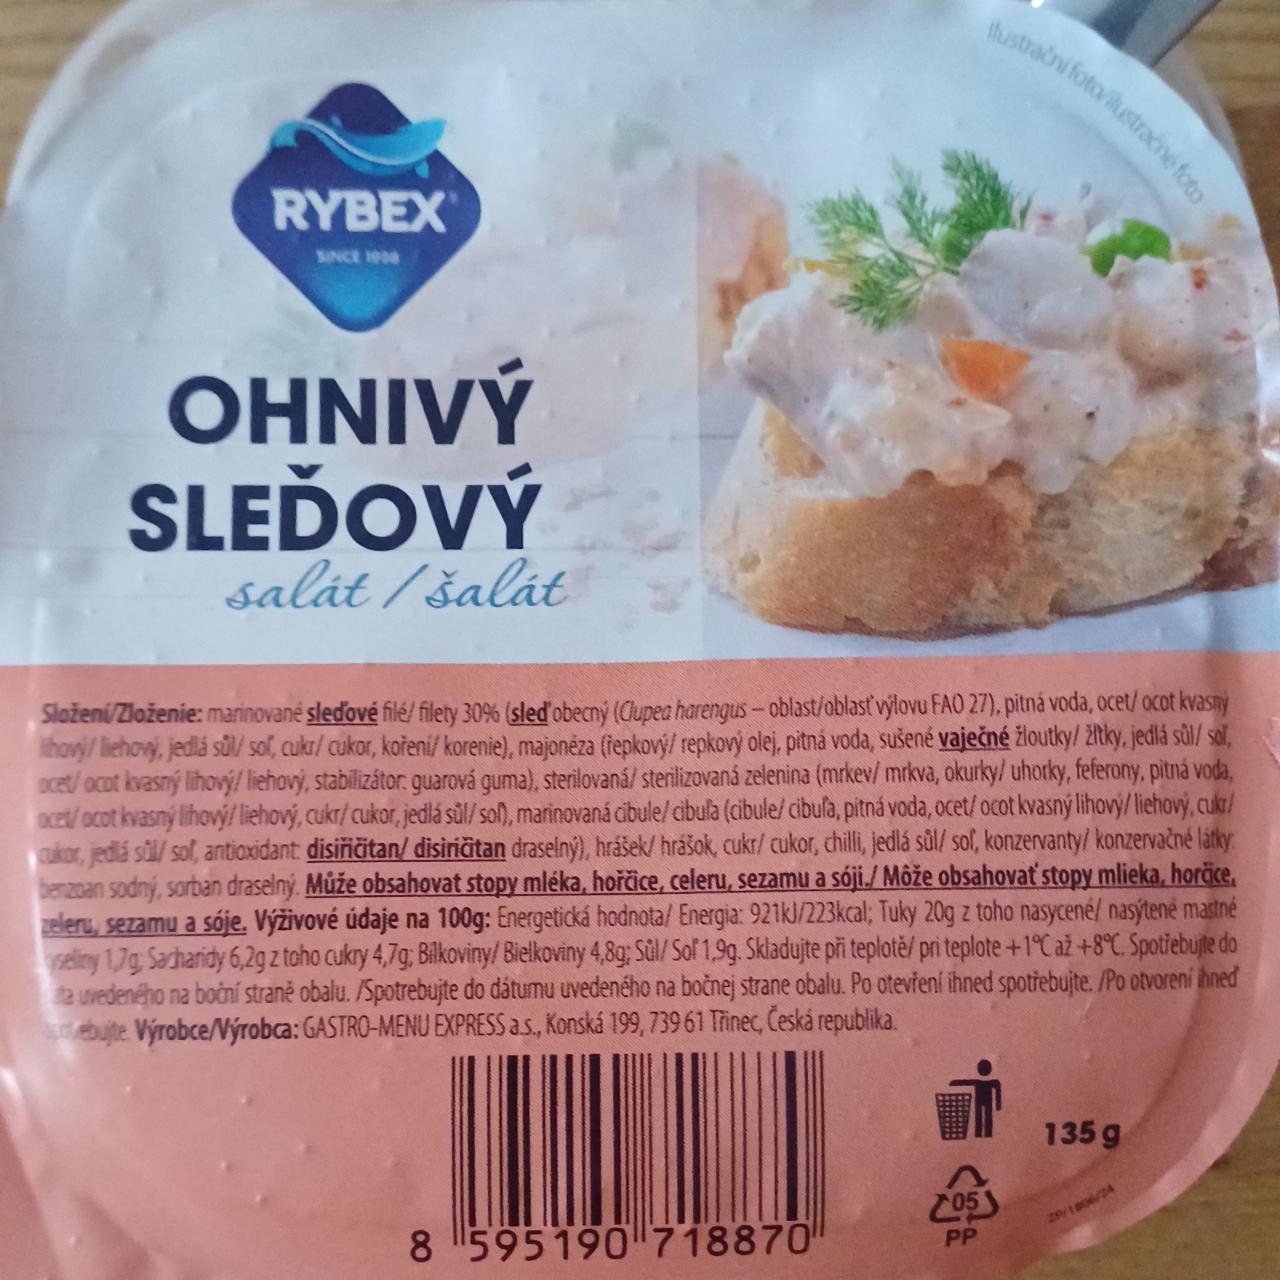 ilustrační foto/ilustračné foto
RYBEX®
SINCE 1998
OHNIVÝ
SLEĎOVÝ
salát / šalát
Složení/Zloženie: marinované sleďové filé/ filety 30% (sleď obecný (Clupea harengus – oblast/oblasť výlovu FAO 27), pitná voda, ocet/ ocot kvasný
lihový/ liehový, jedlá sůl/ soľ, cukr/ cukor, koření/ korenie), majonéza (řepkový/ repkový olej, pitná voda, sušené vaječné žloutky/ žĺtky, jedlá sůl/ soľ,
ocet/ ocot kvasný lihový/ liehový, stabilizátor: guarová guma), sterilovaná/ sterilizovaná zelenina (mrkev/ mrkva, okurky/ uhorky, feferony, pitná voda,
ocet/ ocot kvasný lihový/ liehový, cukr/ cukor, jedlá sůl/ soľ), marinovaná cibule/ cibuľa (cibule/ cibuľa, pitná voda, ocet/ ocot kvasný lihový/ liehový, cukr/
cukor, jedlá sůl/ soľ, antioxidant: disiřičitan/ disiričitan draselný), hrášek/ hrášok, cukr/ cukor, chilli, jedlá sůl/ soľ, konzervanty/ konzervačné látky:
benzoan sodný, sorban draselný. Může obsahovat stopy mléka, hořčice, celeru, sezamu a sóji./ Môže obsahovať stopy mlieka, horčice,
zeleru, sezamu a sóje. Výživové údaje na 100g: Energetická hodnota/ Energia: 921kJ/223kcal; Tuky 20g z toho nasycené/ nasýtené mastné
kyseliny 1,7g; Sacharidy 6,2g z toho cukry 4,7g; Bílkoviny/ Bielkoviny 4,8g; Sůl/ Soľ 1,9g. Skladujte při teplotě/ pri teplote +1°C až +8°C. Spotřebujte do
uvedeného na boční straně obalu. /Spotrebujte do dátumu uvedeného na bočnej strane obalu. Po otevření ihned spotřebujte. /Po otvorení ihneď
Výrobce/Výrobca: GASTRO-MENU EXPRESS a.s., Konská 199, 739 61 Třinec, Česká republika.
135 g
05
PP
ZP/1806/24
8 595190 718870